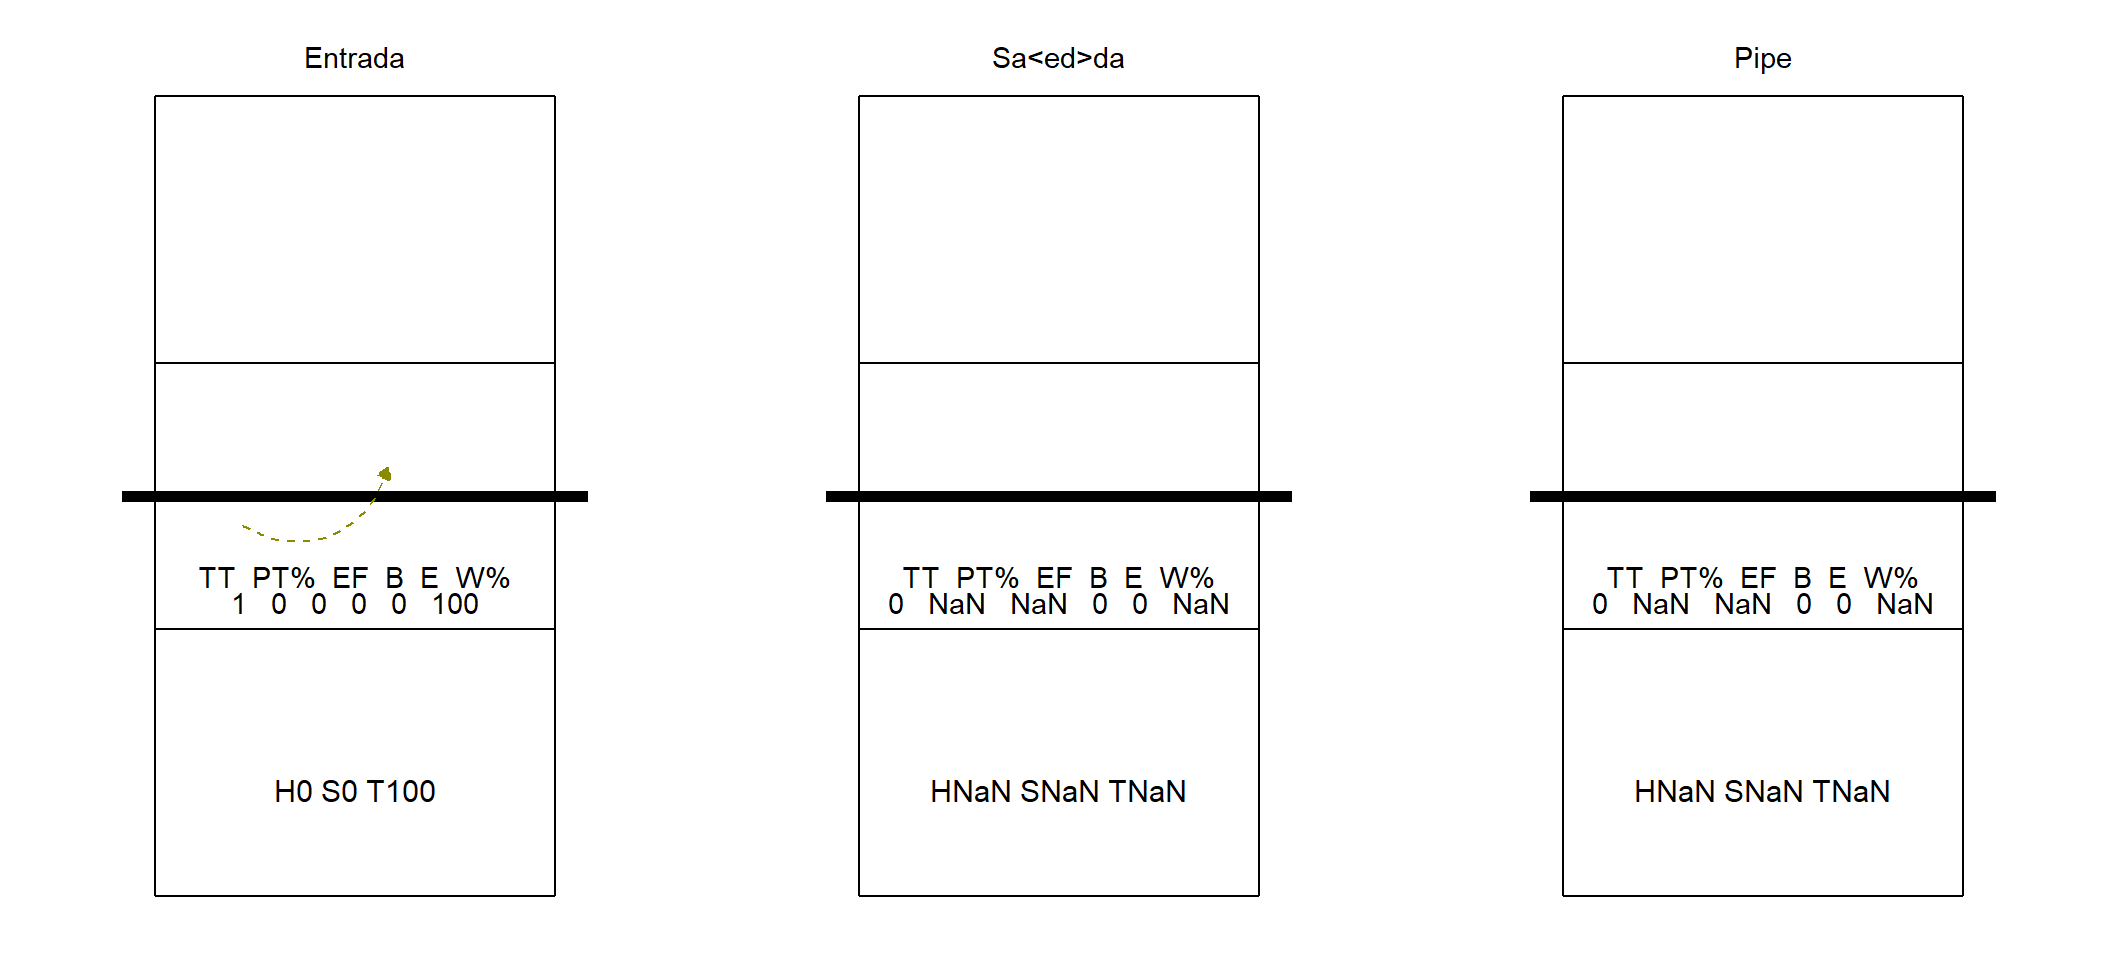 Entrada
TT PT% EF B E W%
1 0 0 0 0 100
H0 S0 T100
Sa<ed>da
TT PT% EF B E W%
0 NaN NaN 0 0 NaN
HNaN SNaN TNaN
Pipe
TT PT% EF B E W%
0 NaN NaN 0 0 NaN
HNaN SNaN TNaN